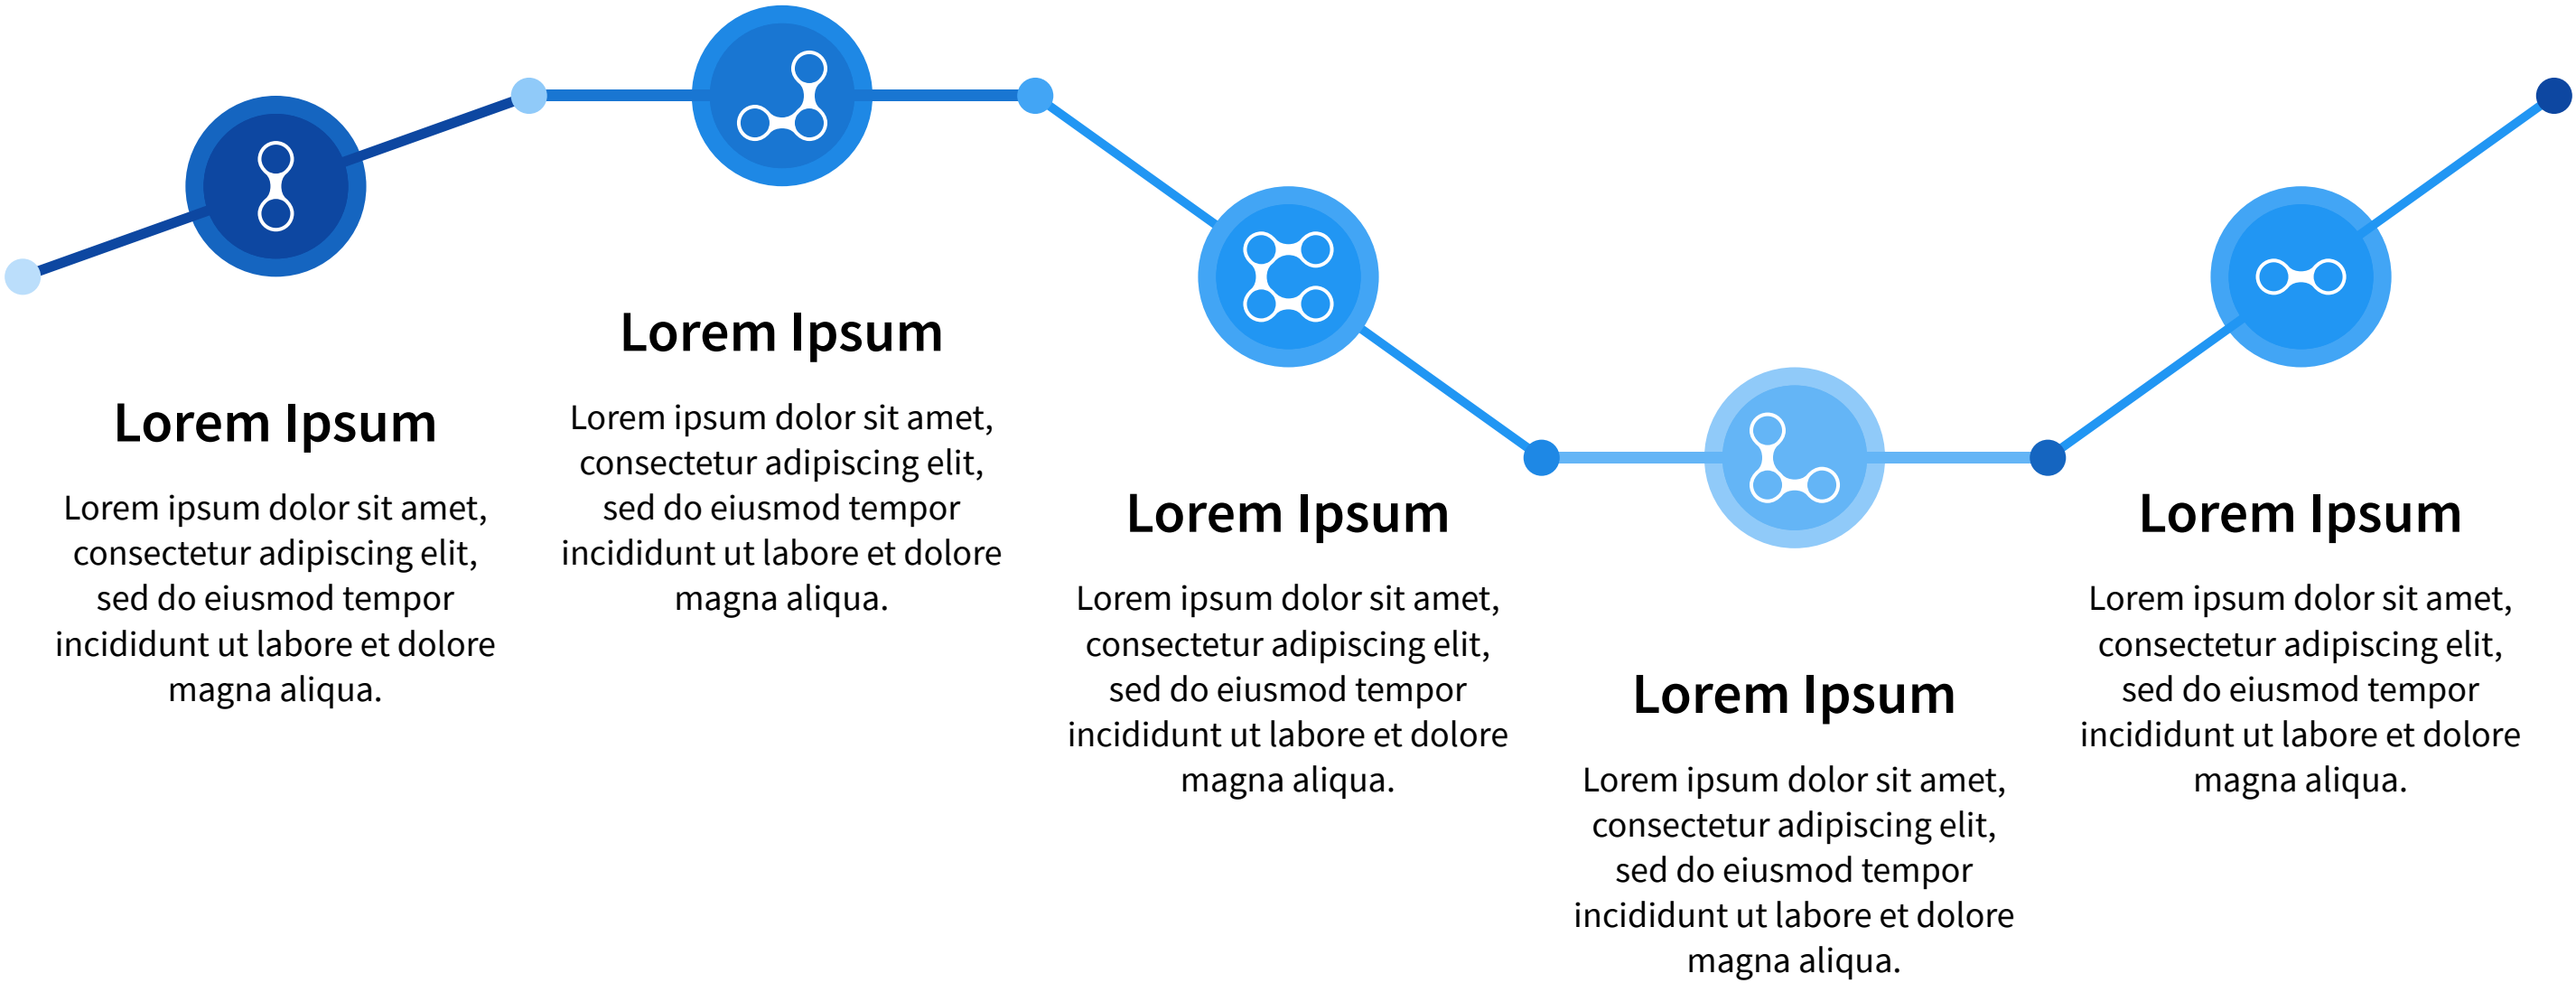 Lorem Ipsum
Lorem ipsum dolor sit amet,
consectetur adipiscing elit,
sed do eiusmod tempor
incididunt ut labore et dolore
magna aliqua.
Lorem Ipsum
Lorem ipsum dolor sit amet,
consectetur adipiscing elit,
sed do eiusmod tempor
incididunt ut labore et dolore
magna aliqua.
Lorem Ipsum
Lorem ipsum dolor sit amet,
consectetur adipiscing elit,
sed do eiusmod tempor
incididunt ut labore et dolore
magna aliqua.
Lorem Ipsum
Lorem ipsum dolor sit amet,
consectetur adipiscing elit,
sed do eiusmod tempor
incididunt ut labore et dolore
magna aliqua.
Lorem Ipsum
Lorem ipsum dolor sit amet,
consectetur adipiscing elit,
sed do eiusmod tempor
incididunt ut labore et dolore
magna aliqua.